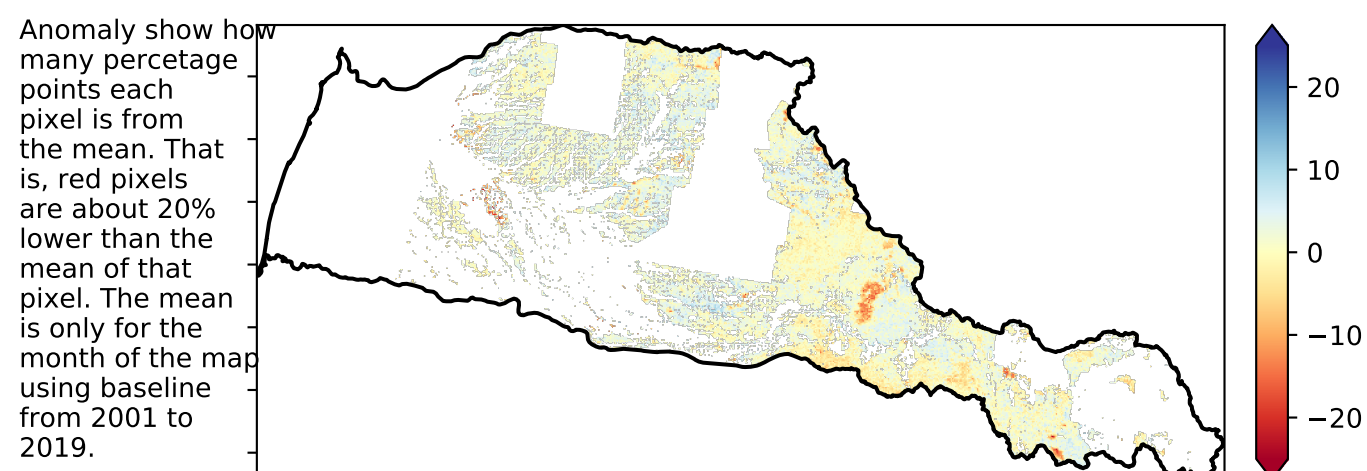 Anomaly show how
many percetage
points each
pixel is from
the mean. That
is, red pixels
are about 20%
lower than the
mean of that
pixel. The mean
is only for the
month of the map
using baseline
from 2001 to
2019.
20
10
0
−10
−20